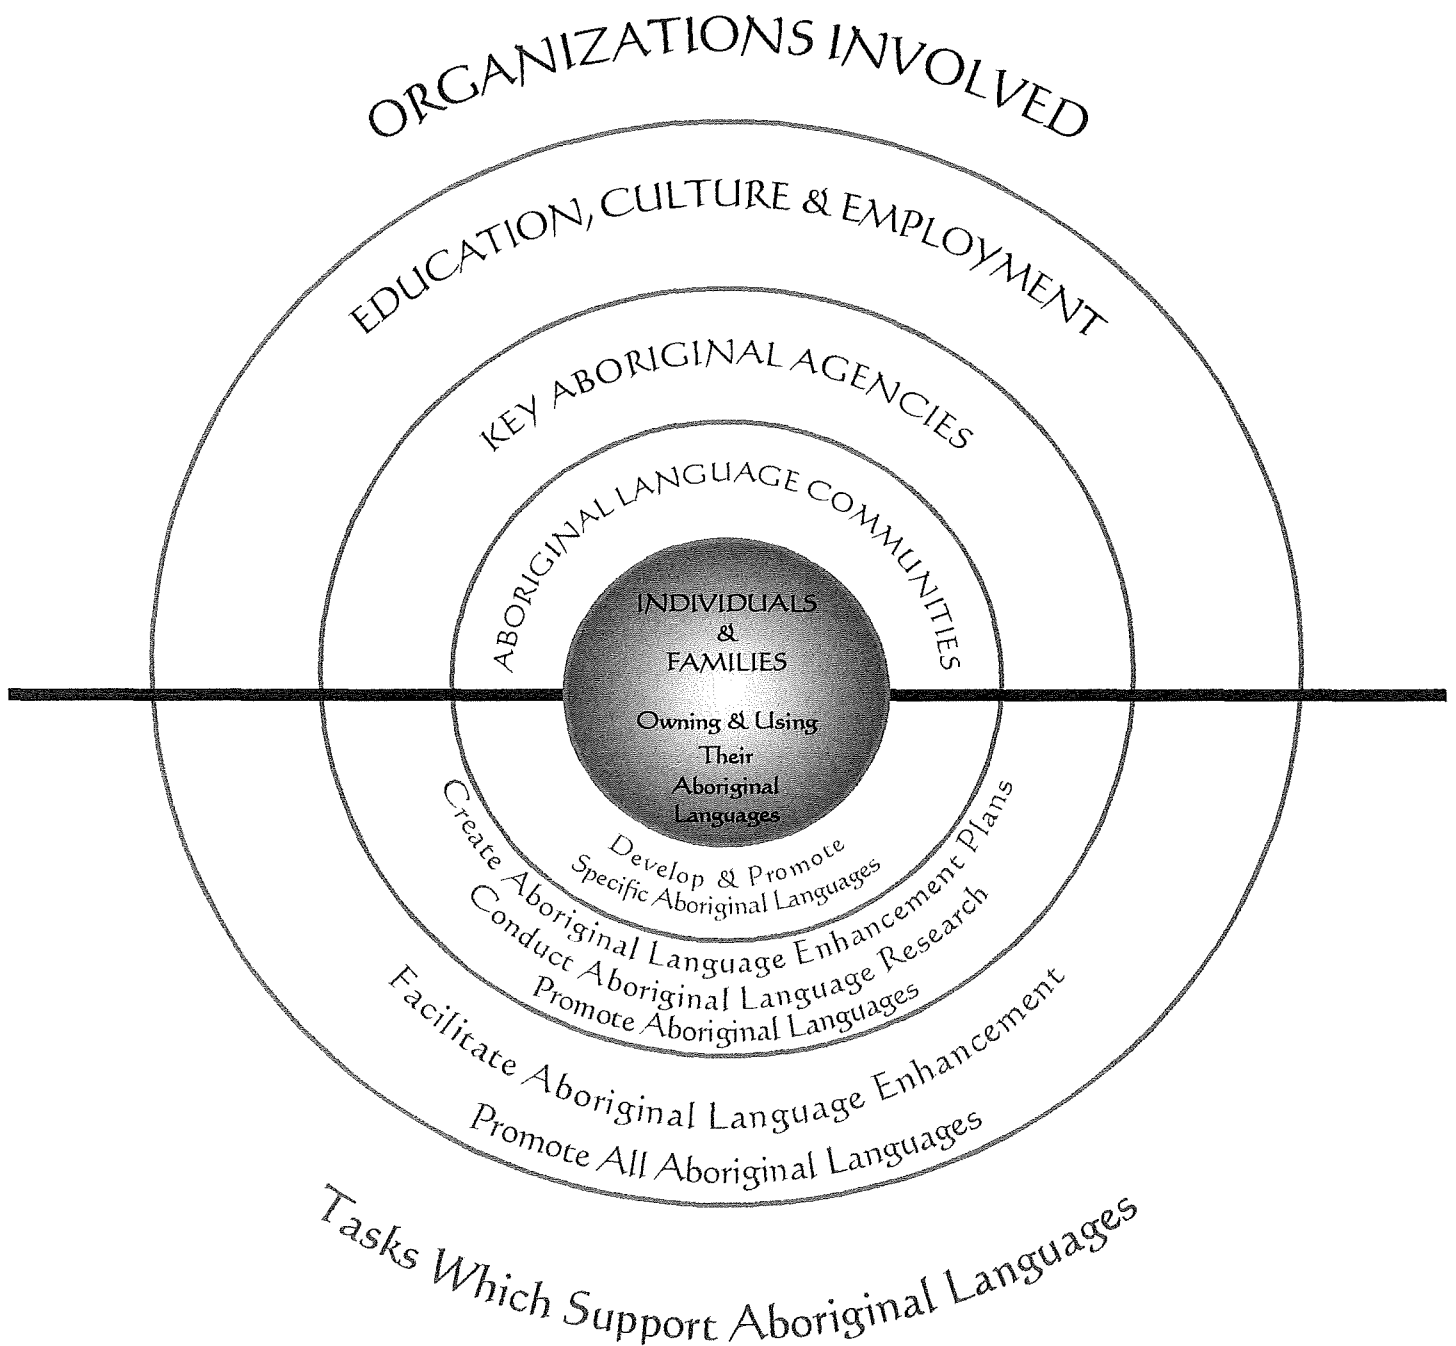 ORGANIZATIONS INVOLVED
EDUCATION, CULTURE & EMPLOYMENT
KEY ABORIGINAL AGENCIES
ABORIGINAL LANGUAGE COMMUNITIES
INDIVIDUALS
&
FAMILIES
Owning & Using
Their
Aboriginal
Languages
Develop & Promote
Specific Aboriginal Languages
Create Aboriginal Language Enhancement Plans
Conduct Aboriginal Language Research
Promote Aboriginal Languages
Facilitate Aboriginal Language Enhancement
Promote All Aboriginal Languages
Tasks Which Support Aboriginal Languages